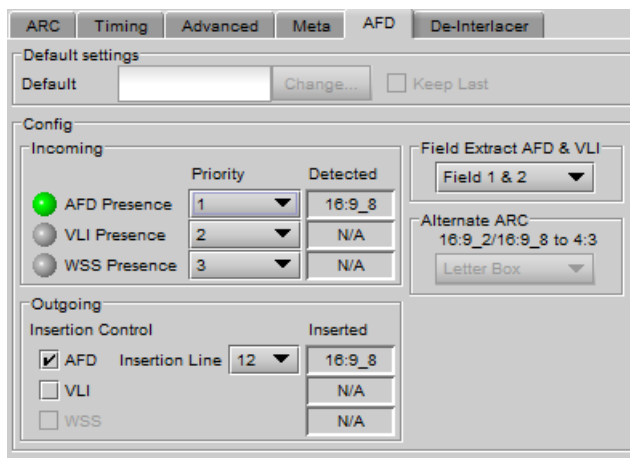 ARC Timing Advanced Meta AFD De-Interlacer
Default settings
Default Change... Keep Last
Config
Incoming
Priority Detected
AFD Presence 1 16:9_8
VLI Presence 2 N/A
WSS Presence 3 N/A
Field Extract AFD & VLI
Field 1 & 2
Alternate ARC
16:9_2/16:9_8 to 4:3
Letter Box
Outgoing
Insertion Control Inserted
AFD Insertion Line 12 16:9_8
VLI N/A
WSS N/A